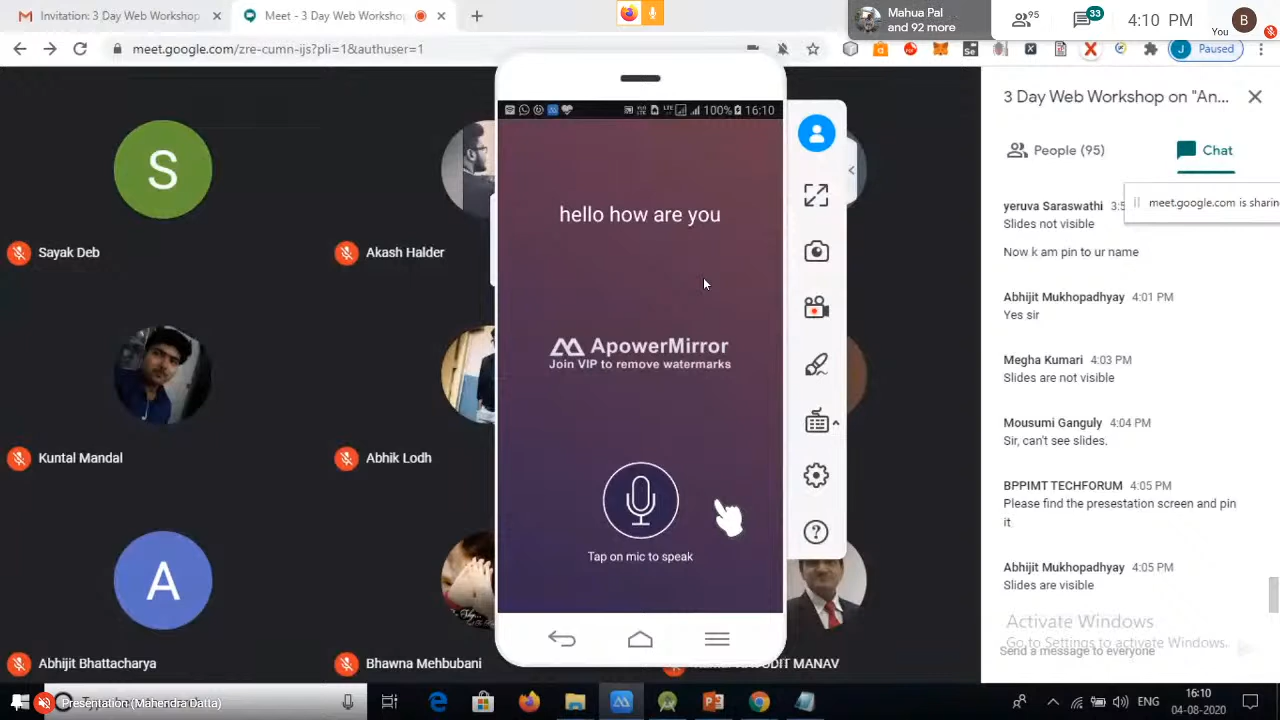 Invitation: 3 Day Web Workshop
Meet - 3 Day Web Workshop
Mahua Pal
and 92 more
95
33
4:10 PM
B
You
meet.google.com/zre-cumn-ijs?pli=1&authuser=1
J
Paused
3 Day Web Workshop on "An...
People (95)
Chat
yeruva Saraswathi
meet.google.com is sharin
Slides not visible
Now k am pin to ur name
Abhijit Mukhopadhyay 4:01 PM
Yes sir
Megha Kumari 4:03 PM
Slides are not visible
Mousumi Ganguly 4:04 PM
Sir, can't see slides.
BPPIMT TECHFORUM 4:05 PM
Please find the presestation screen and pin
it
Abhijit Mukhopadhyay 4:05 PM
Slides are visible
Activate Windows
Go to Settings to activate Windows.
Send a message to everyone
S
Sayak Deb
Akash Halder
Kuntal Mandal
Abhik Lodh
A
Abhijit Bhattacharya
Bhawna Mehbubani
MANAV
100% 16:10
hello how are you
ApowerMirror
Join VIP to remove watermarks
Tap on mic to speak
Presentation (Mahendra Datta)
ENG
16:10
04-08-2020